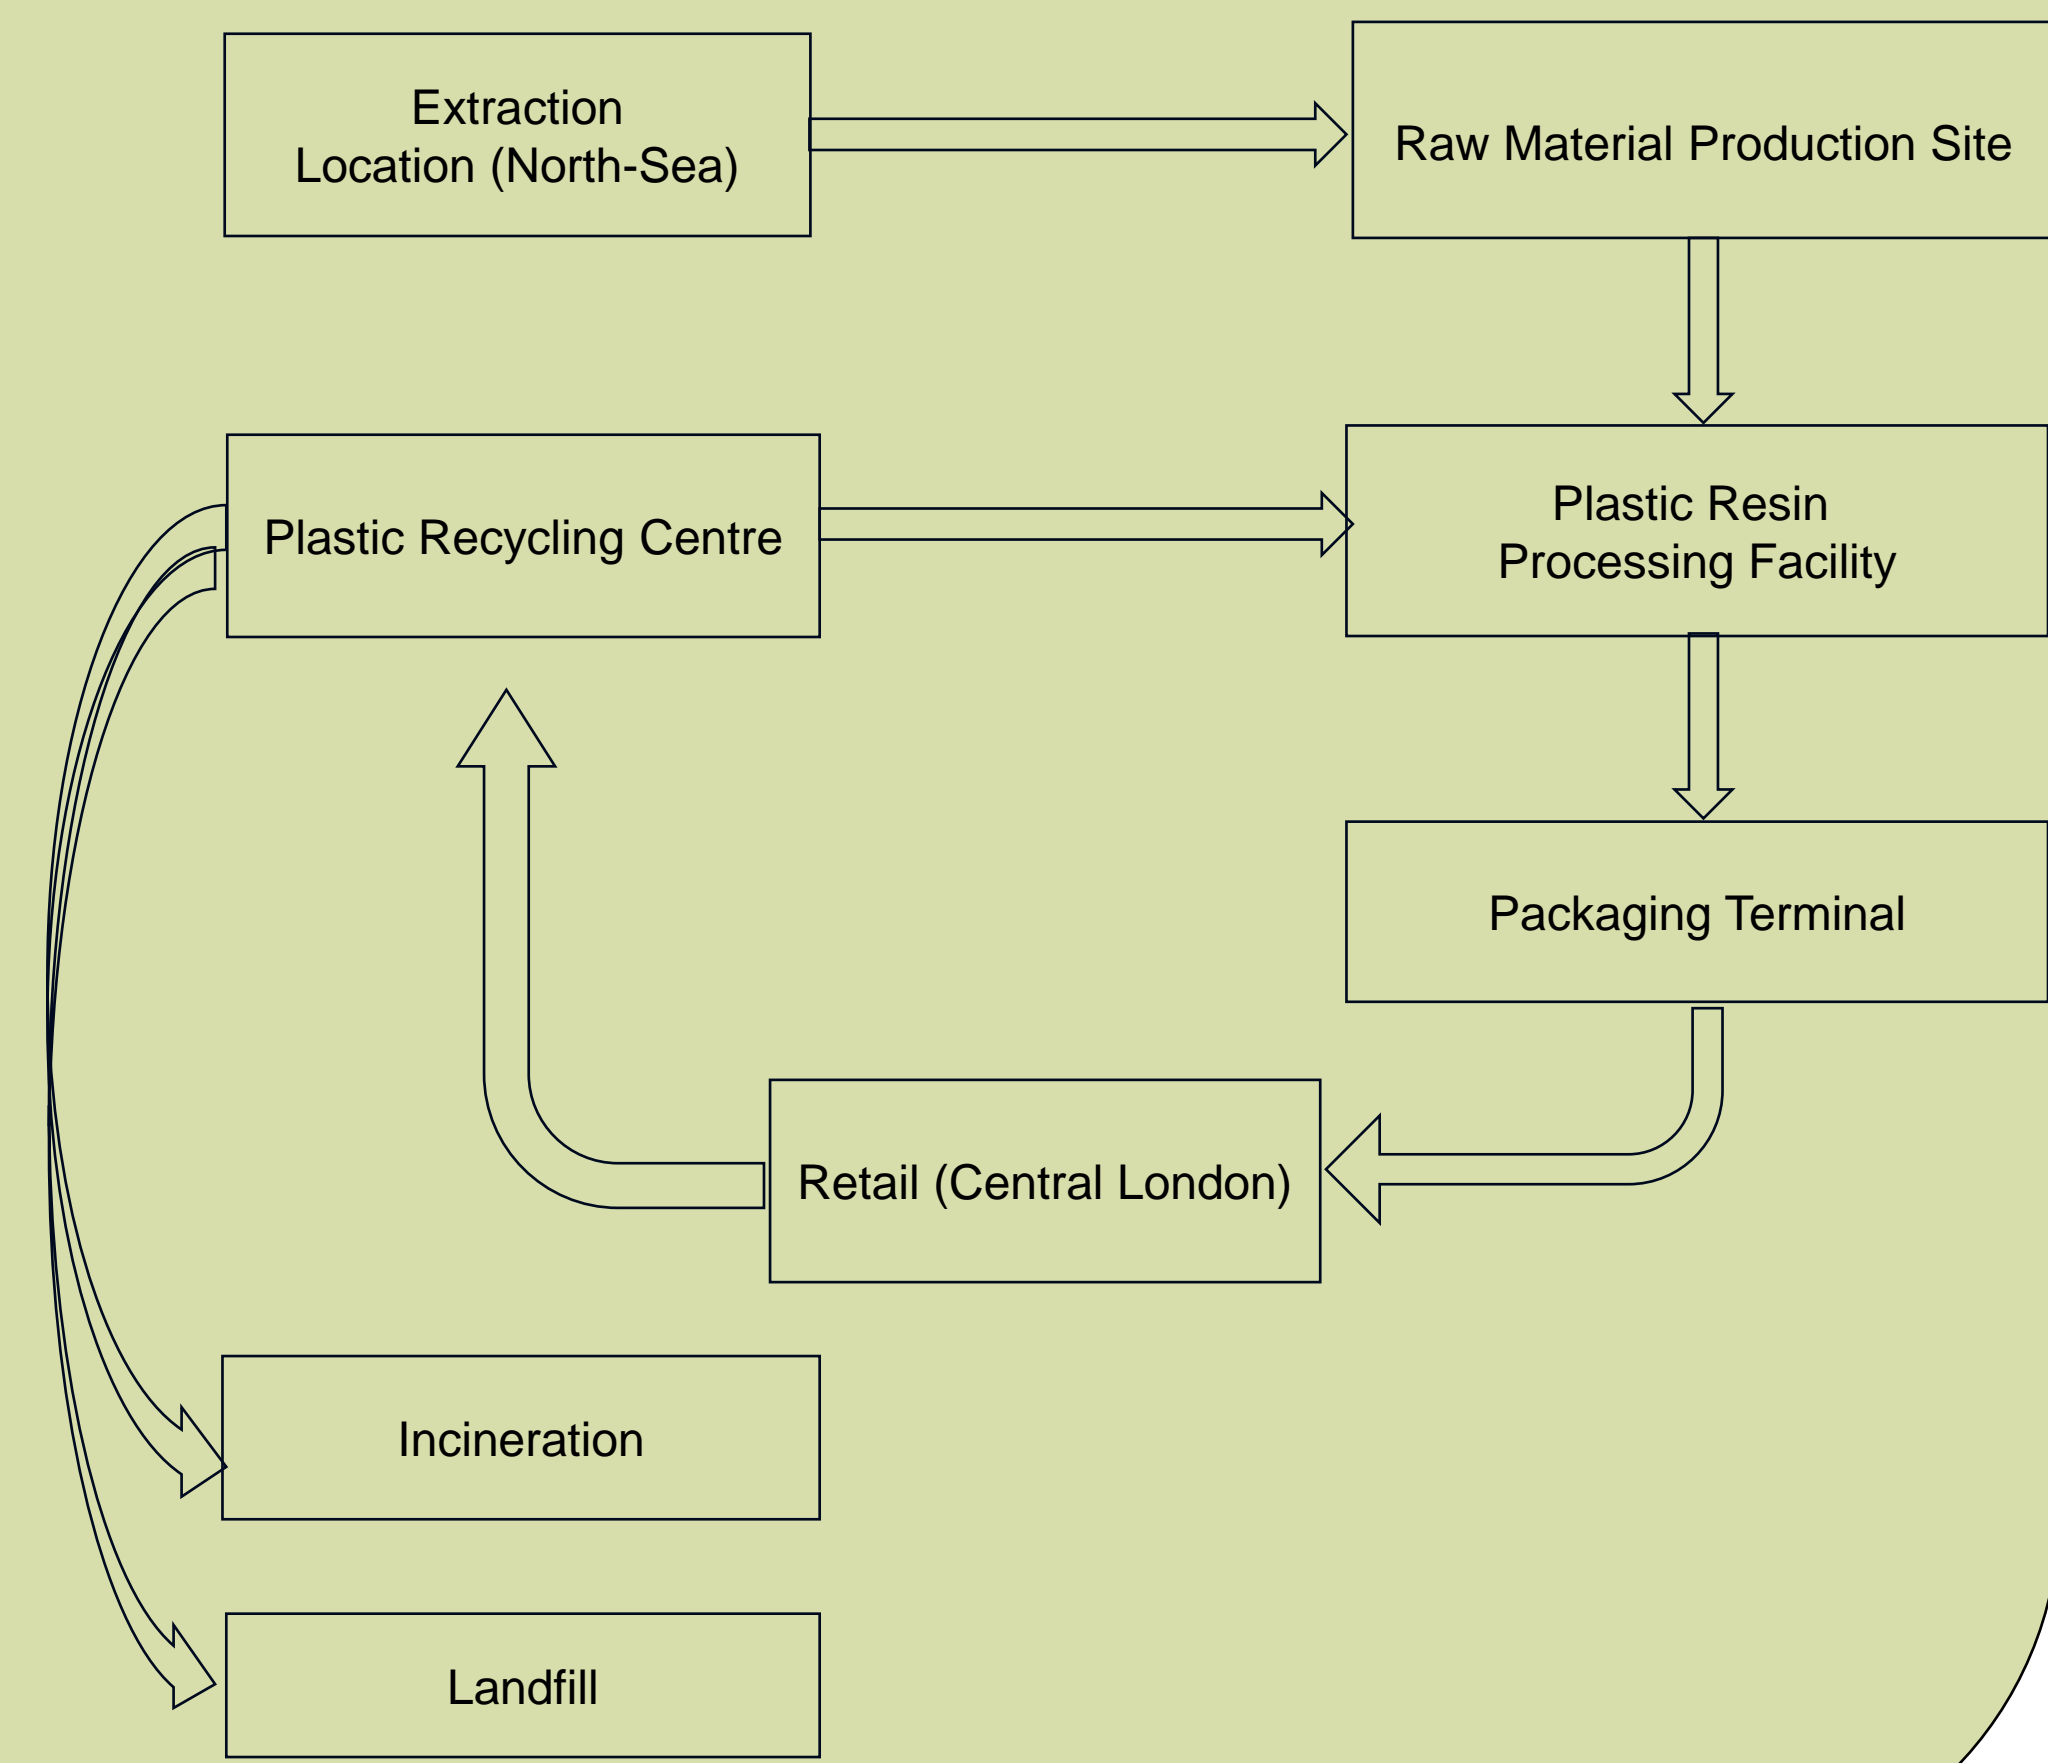 Extraction
Location (North-Sea)
Raw Material Production Site
Plastic Recycling Centre
Plastic Resin
Processing Facility
Packaging Terminal
Retail (Central London)
Incineration
Landfill